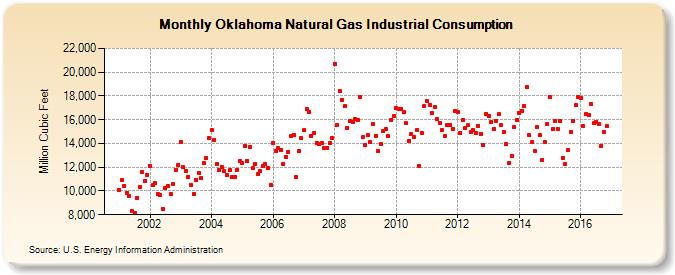 Monthly Oklahoma Natural Gas Industrial Consumption
Million Cubic Feet
22,000
20,000
18,000
16,000
14,000
12,000
10,000
8,000
2002 2004 2006 2008 2010 2012 2014 2016
Source: U.S. Energy Information Administration